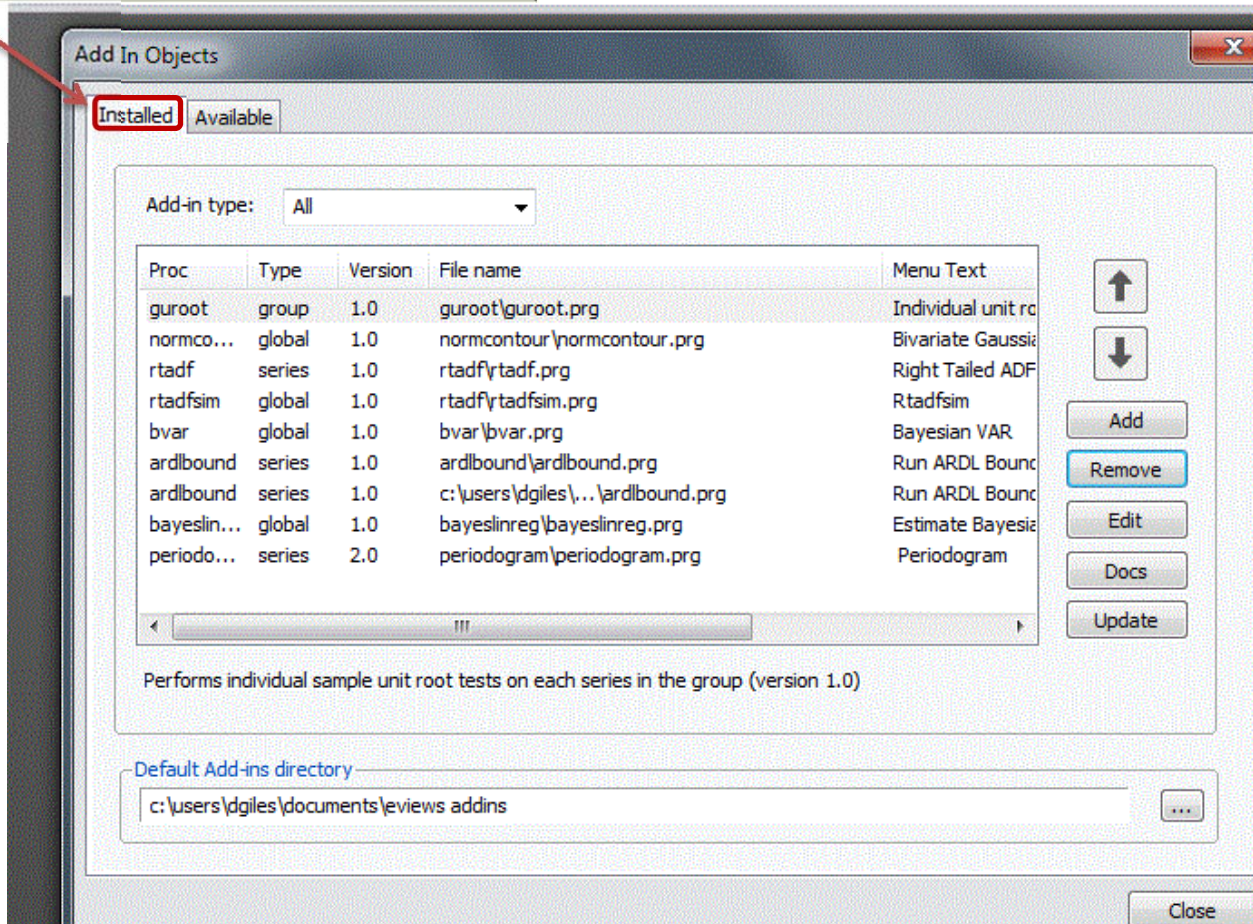 Add In Objects
Installed Available
Add-in type: All
Proc Type Version File name Menu Text
guroot group 1.0 guroot\guroot.prg Individual unit ro
normco... global 1.0 normcontour\normcontour.prg Bivariate Gaussia
rtadf series 1.0 rtadf\rtadf.prg Right Tailed ADF
rtadfsim global 1.0 rtadf\rtadfsim.prg Rtadfsim
bvar global 1.0 bvar\bvar.prg Bayesian VAR
ardlbound series 1.0 ardlbound\ardlbound.prg Run ARDL Bound
ardlbound series 1.0 c:\users\dgiles\...\ardlbound.prg Run ARDL Bound
bayeslin... global 1.0 bayeslinreg\bayeslinreg.prg Estimate Bayesia
periodo... series 2.0 periodogram\periodogram.prg Periodogram
Add
Remove
Edit
Docs
Update
Performs individual sample unit root tests on each series in the group (version 1.0)
Default Add-ins directory
c:\users\dgiles\documents\eviews addins
...
Close